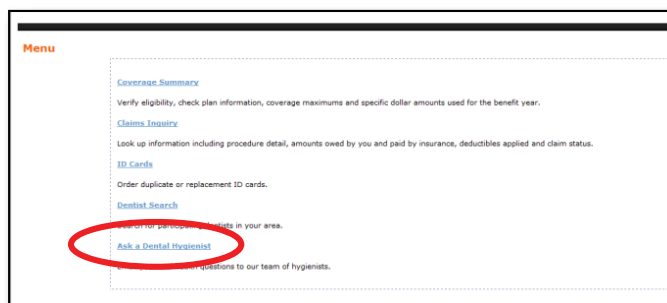 Menu
Coverage Summary
Verify eligibility, check plan information, coverage maximums and specific dollar amounts used for the benefit year.
Claims Inquiry
Look up information including procedure detail, amounts owed by you and paid by insurance, deductibles applied and claim status.
ID Cards
Order duplicate or replacement ID cards.
Dentist Search
Search for participating dentists in your area.
Ask a Dental Hygienist
questions to our team of hygienists.